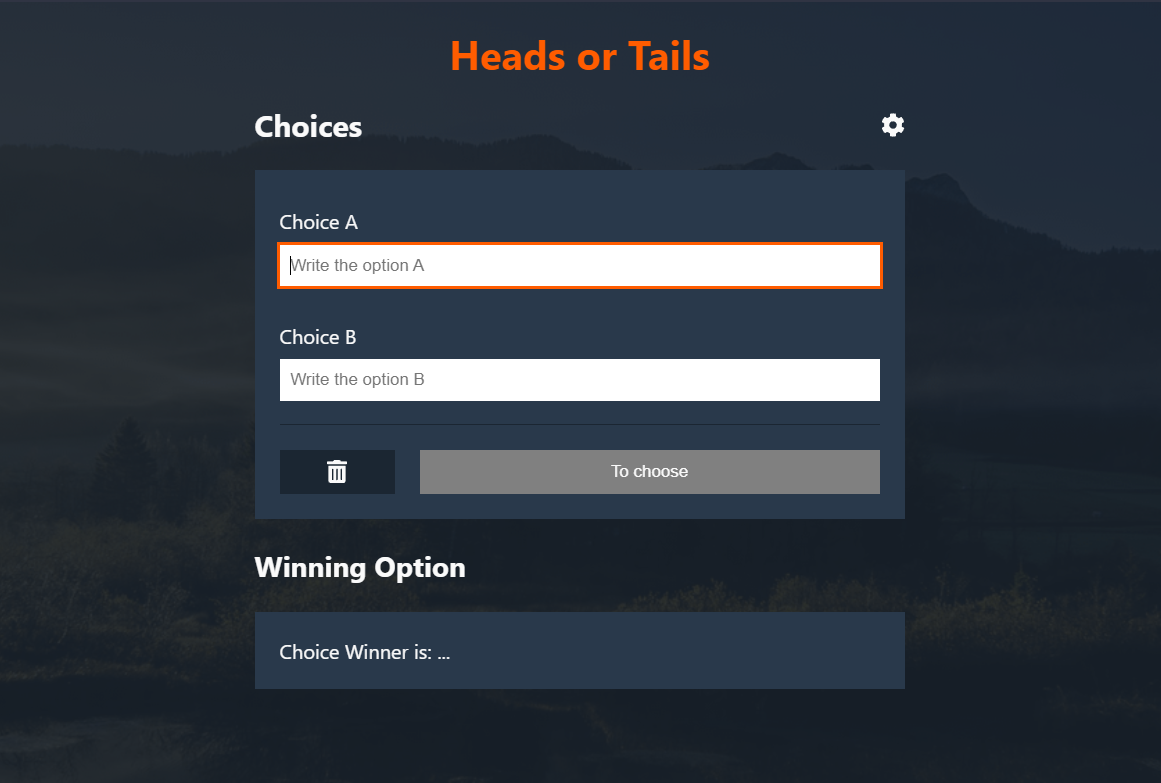 Heads or Tails
Choices
Choice A
Write the option A
Choice B
Write the option B
To choose
Winning Option
Choice Winner is: ...